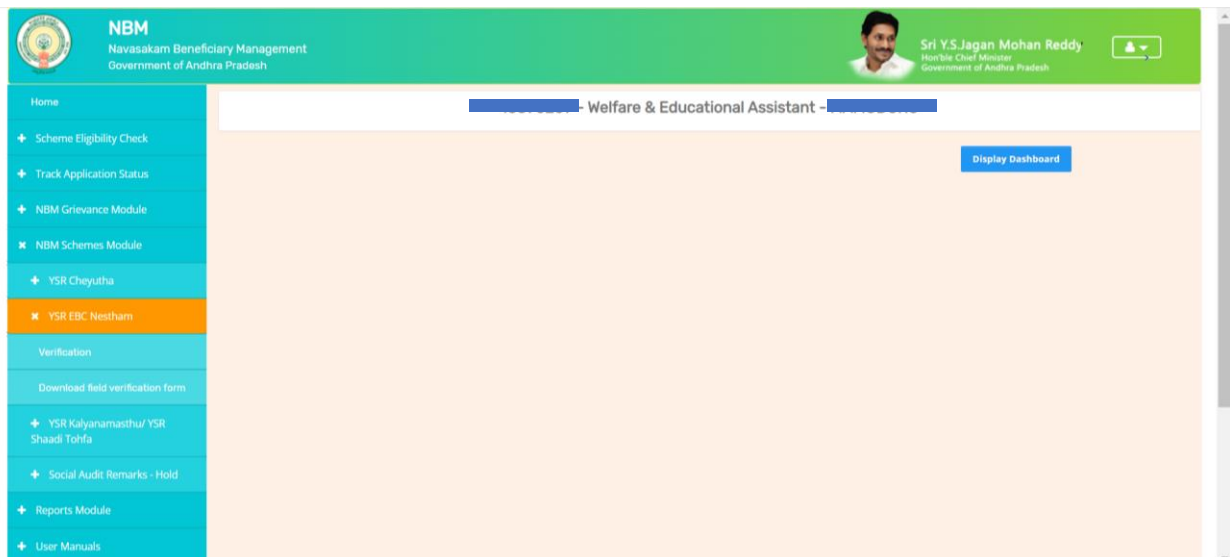 NBM
Navasakam Beneficiary Management
Government of Andhra Pradesh
Sri Y.S.Jagan Mohan Reddy
Hon'ble Chief Minister
Government of Andhra Pradesh
Home
- Welfare & Educational Assistant -
Scheme Eligibility Check
Display Dashboard
Track Application Status
NBM Grievance Module
NBM Schemes Module
YSR Cheyutha
YSR EBC Nestham
Verification
Download field verification form
YSR Kalyanamasthu/ YSR
Shaadi Tohfa
Social Audit Remarks - Hold
Reports Module
User Manuals